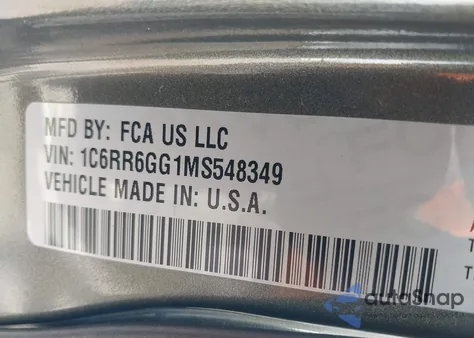 MFD BY: FCA US LLC
VIN: 1C6RR6GG1MS548349
VEHICLE MADE IN: U.S.A.
autoSnap